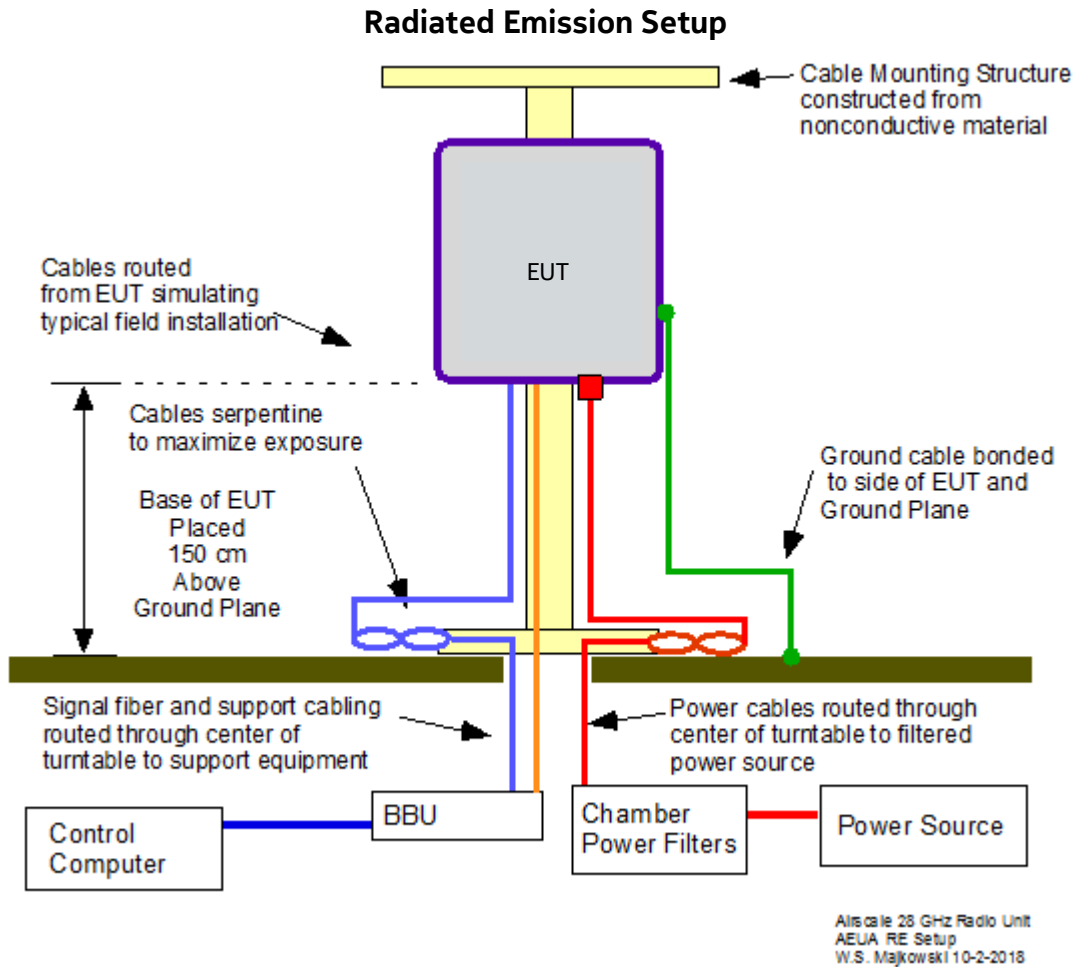 Radiated Emission Setup
Cable Mounting Structure
constructed from
nonconductive material
EUT
Cables routed
from EUT simulating
typical field installation
Cables serpentine
to maximize exposure
Base of EUT
Placed
150 cm
Above
Ground Plane
Ground cable bonded
to side of EUT and
Ground Plane
Signal fiber and support cabling
routed through center of
turntable to support equipment
Power cables routed through
center of turntable to filtered
power source
Control
Computer
BBU
Chamber
Power Filters
Power Source
Airscale 28 GHz Radio Unit
AEUA RE Setup
W.S. Majkowski 10-2-2018